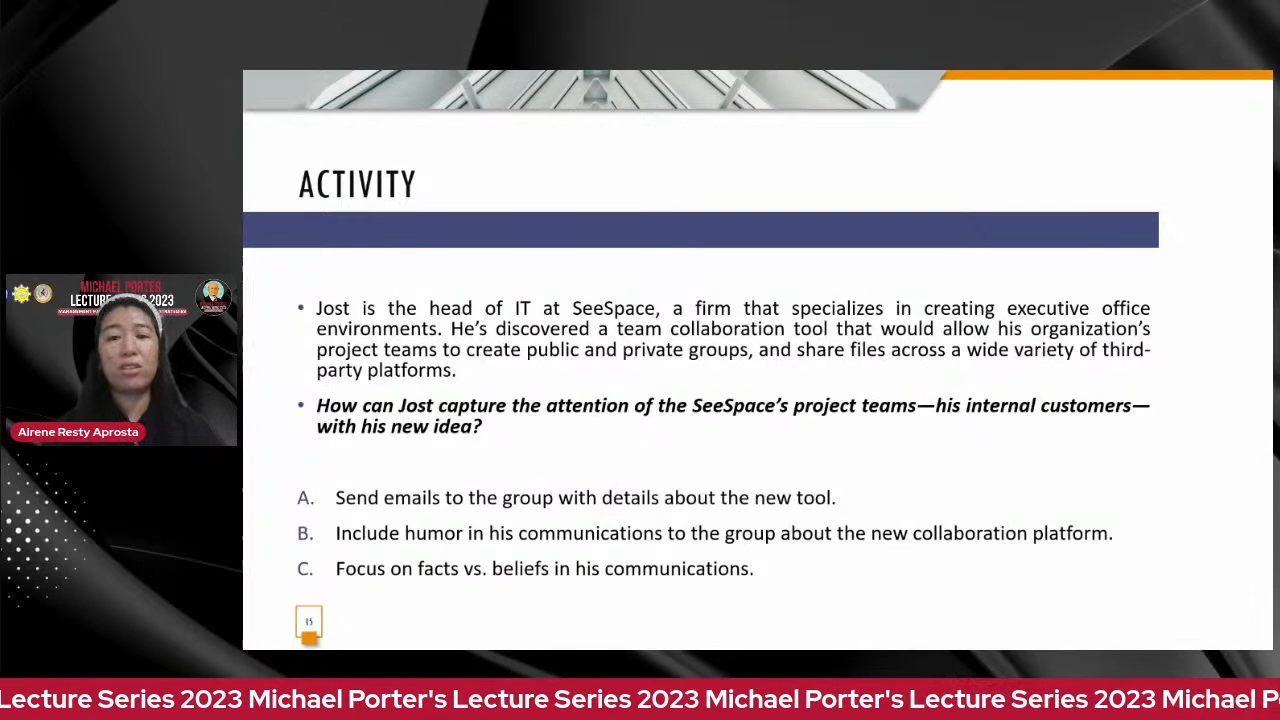 ACTIVITY
• Jost is the head of IT at SeeSpace, a firm that specializes in creating executive office
environments. He’s discovered a team collaboration tool that would allow his organization’s
project teams to create public and private groups, and share files across a wide variety of third-
party platforms.
• How can Jost capture the attention of the SeeSpace’s project teams—his internal customers—
with his new idea?
A. Send emails to the group with details about the new tool.
B. Include humor in his communications to the group about the new collaboration platform.
C. Focus on facts vs. beliefs in his communications.
15
MICHAEL PORTER
LECTURE 2023
Airene Resty Aprosta
Lecture Series 2023 Michael Porter's Lecture Series 2023 Michael Porter's Lecture Series 2023 Michael P